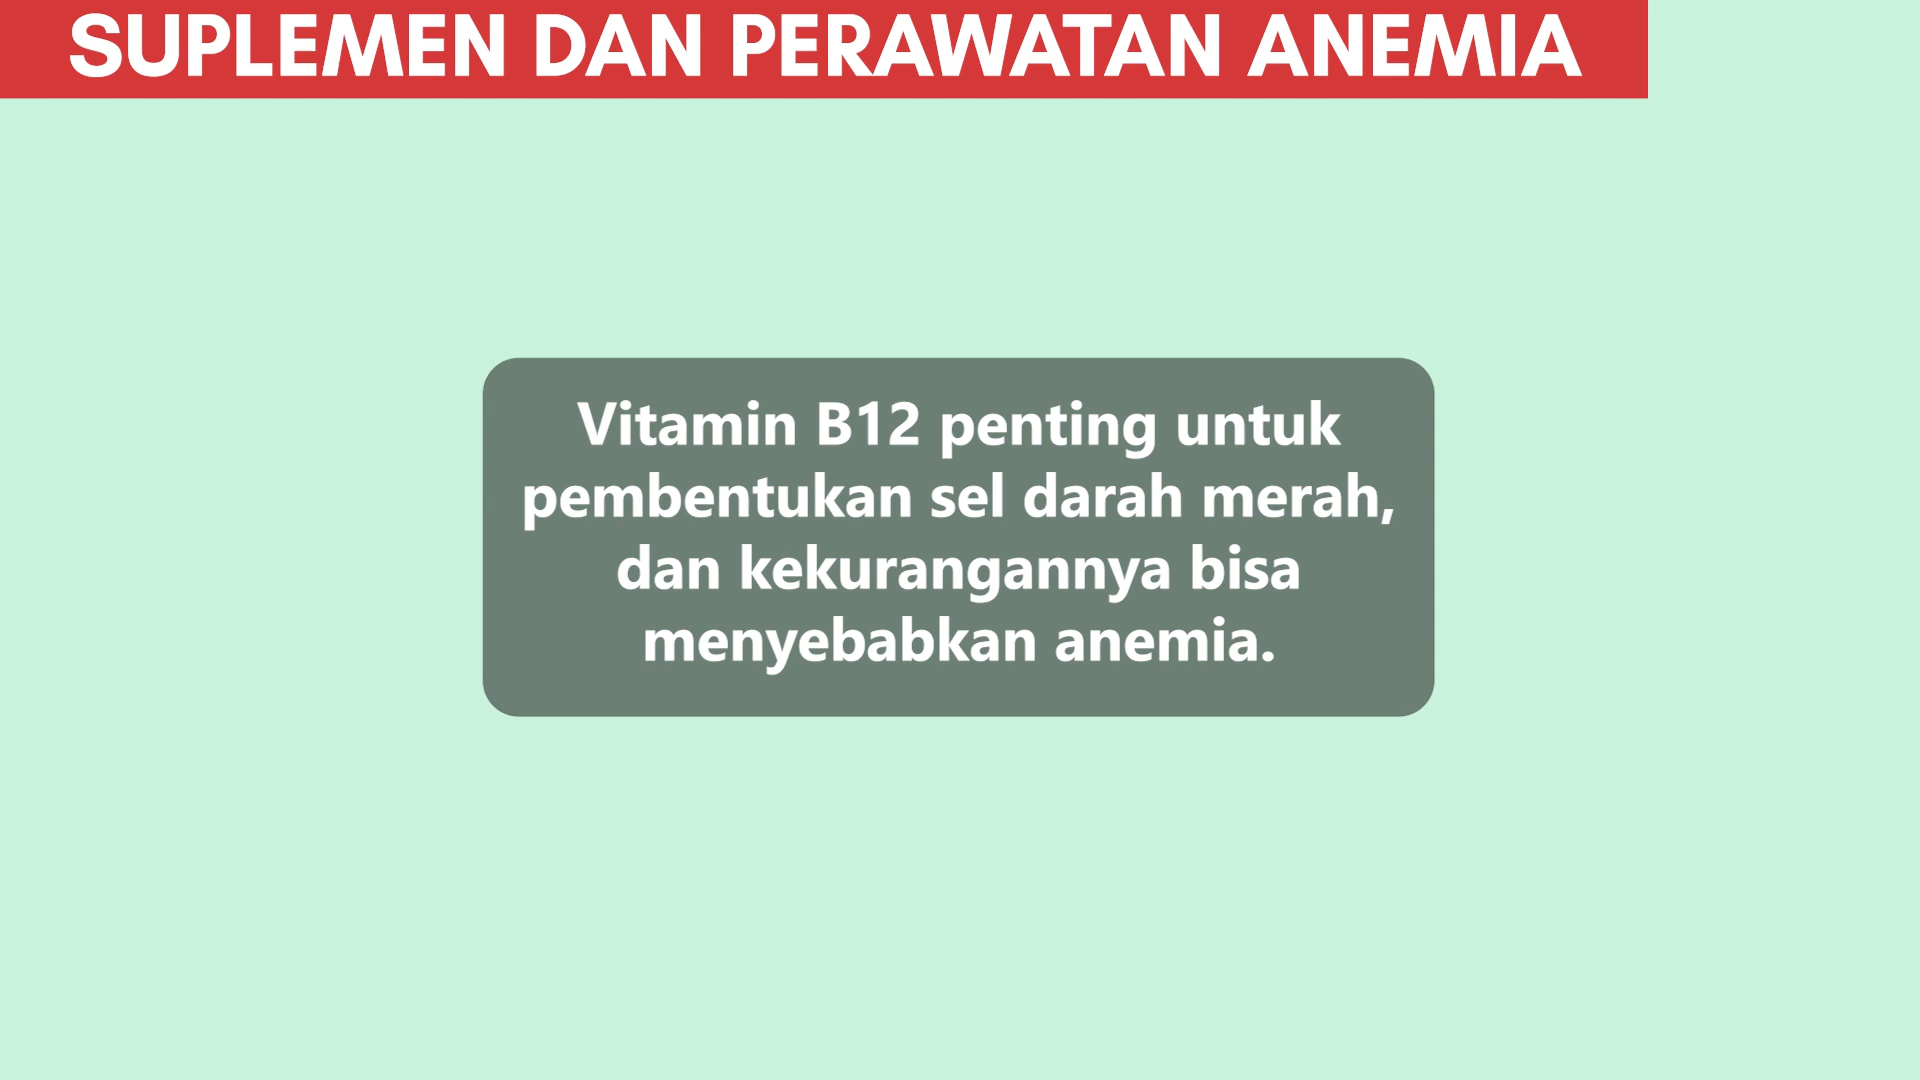 SUPLEMEN DAN PERAWATAN ANEMIA
Vitamin B12 penting untuk
pembentukan sel darah merah,
dan kekurangannya bisa
menyebabkan anemia.